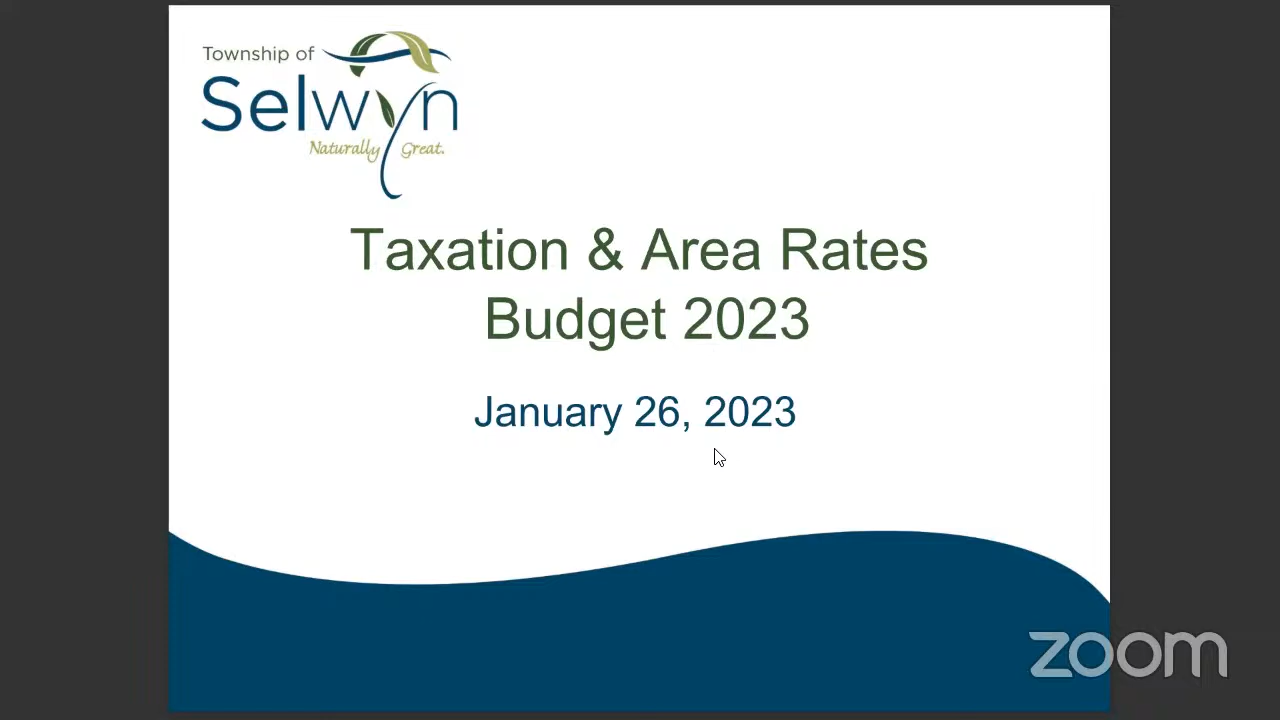 Township of
Selwyn
Naturally Great.
Taxation & Area Rates
Budget 2023
January 26, 2023
zoom